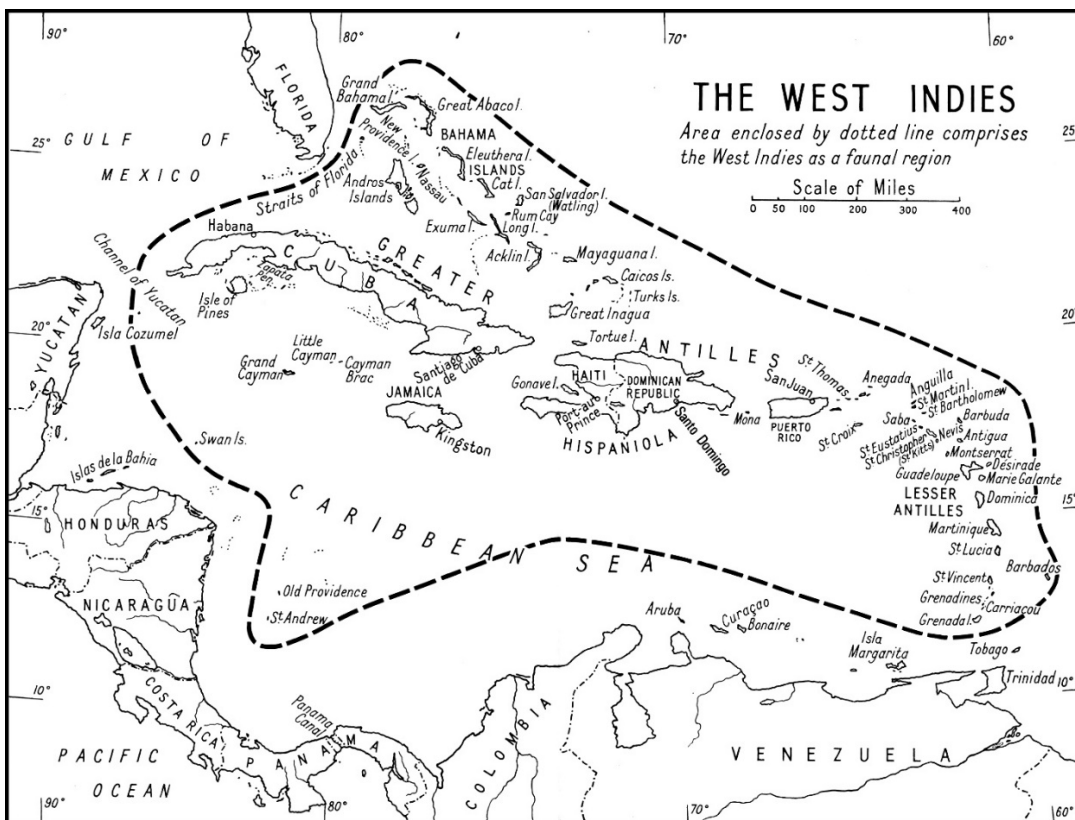 90°
80°
70°
60°
THE WEST INDIES
Area enclosed by dotted line comprises
the West Indies as a faunal region
Scale of Miles
0 50 100 200 300 400
FLORIDA
GULF OF
MEXICO
25°
25°
Straits of Florida
Grand
Bahama I.
Great Abaco I.
New
Providence I.
Nassau
BAHAMA
ISLANDS
Eleuthera I.
Cat I.
Andros
Islands
San Salvador I.
(Watling)
Rum Cay
Long I.
Exuma I.
Acklin I.
Mayaguana I.
Caicos Is.
Turks Is.
Great Inagua
Habana
CUBA
Zapata
Pen.
Isle of
Pines
Channel of Yucatan
YUCATAN
Isla Cozumel
20°
20°
GREATER
ANTILLES
Little
Cayman
Grand
Cayman
Cayman
Brac
Santiago
de Cuba
JAMAICA
Kingston
Tortue I.
HAITI
Gonave I.
Port-au
Prince
DOMINICAN
REPUBLIC
Santo Domingo
HISPANIOLA
Mona
San Juan
PUERTO
RICO
St Thomas
St Croix
Anegada
Anguilla
St Martin I.
St Bartholomew
Saba
St Eustatius
St Christopher
(St Kitts)
Nevis
Barbuda
Antigua
Montserrat
Guadeloupe
Désirade
Marie Galante
LESSER
ANTILLES
Dominica
15°
15°
Martinique
St Lucia
St Vincent
Barbados
Grenadines
Carriacou
Grenada I.
Tobago
Trinidad
10°
10°
Swan Is.
Islas de la Bahia
HONDURAS
CARIBBEAN SEA
NICARAGUA
Old Providence
St Andrew
Aruba
Curaçao
Bonaire
Isla
Margarita
COSTA RICA
Panama
Canal
PANAMA
COLOMBIA
VENEZUELA
PACIFIC
OCEAN
90°
80°
70°
60°